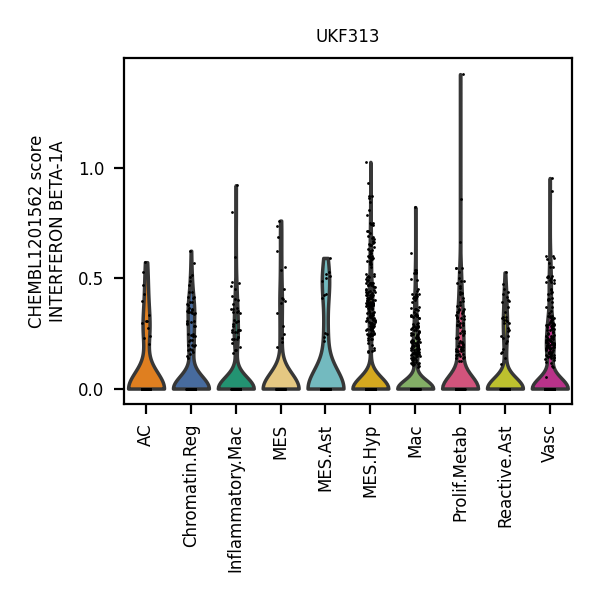 UKF313
CHEMBL1201562 score
INTERFERON BETA-1A
1.0
0.5
0.0
AC
Chromatin.Reg
Inflammatory.Mac
MES
MES.Ast
MES.Hyp
Mac
Prolif.Metab
Reactive.Ast
Vasc